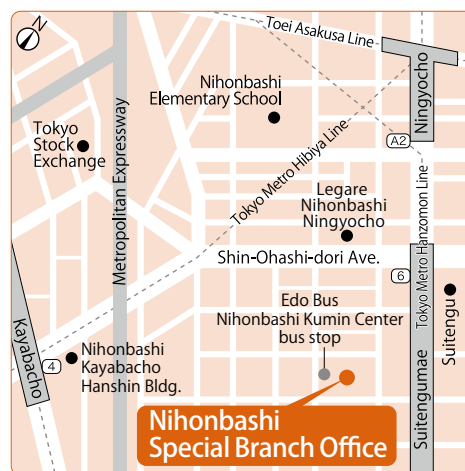 N
Toei Asakusa Line
Nihonbashi
Elementary School
Ningyocho
A2
Tokyo
Stock
Exchange
Metropolitan Expressway
Tokyo Metro Hibiya Line
Legare
Nihonbashi
Ningyocho
Tokyo Metro Hanzomon Line
Shin-Ohashi-dori Ave.
6
Suitengu
Edo Bus
Nihonbashi Kumin Center
bus stop
Kayabacho
4
Nihonbashi
Kayabacho
Hanshin Bldg.
Suitengumae
Nihonbashi
Special Branch Office